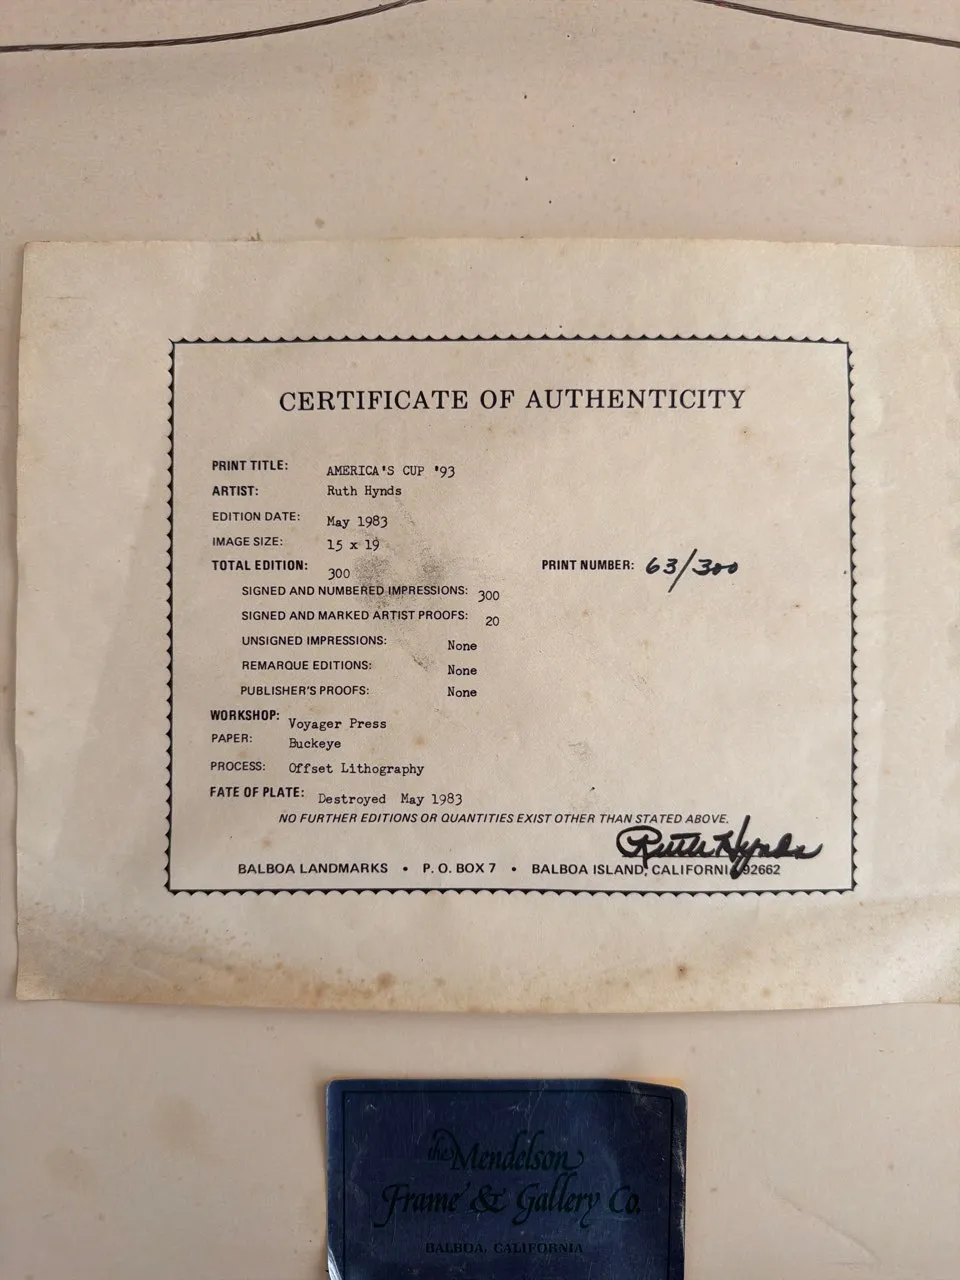 CERTIFICATE OF AUTHENTICITY
PRINT TITLE: AMERICA'S CUP '93
ARTIST: Ruth Hynds
EDITION DATE: May 1983
IMAGE SIZE: 15 x 19
TOTAL EDITION: 300 PRINT NUMBER: 63/300
SIGNED AND NUMBERED IMPRESSIONS: 300
SIGNED AND MARKED ARTIST PROOFS: 20
UNSIGNED IMPRESSIONS: None
REMARQUE EDITIONS: None
PUBLISHER'S PROOFS: None
WORKSHOP: Voyager Press
PAPER: Buckeye
PROCESS: Offset Lithography
FATE OF PLATE: Destroyed May 1983
NO FURTHER EDITIONS OR QUANTITIES EXIST OTHER THAN STATED ABOVE.
Ruth Hynds
BALBOA LANDMARKS • P. O. BOX 7 • BALBOA ISLAND, CALIFORNIA 92662
the Mendelson
Frame & Gallery Co.
BALBOA, CALIFORNIA